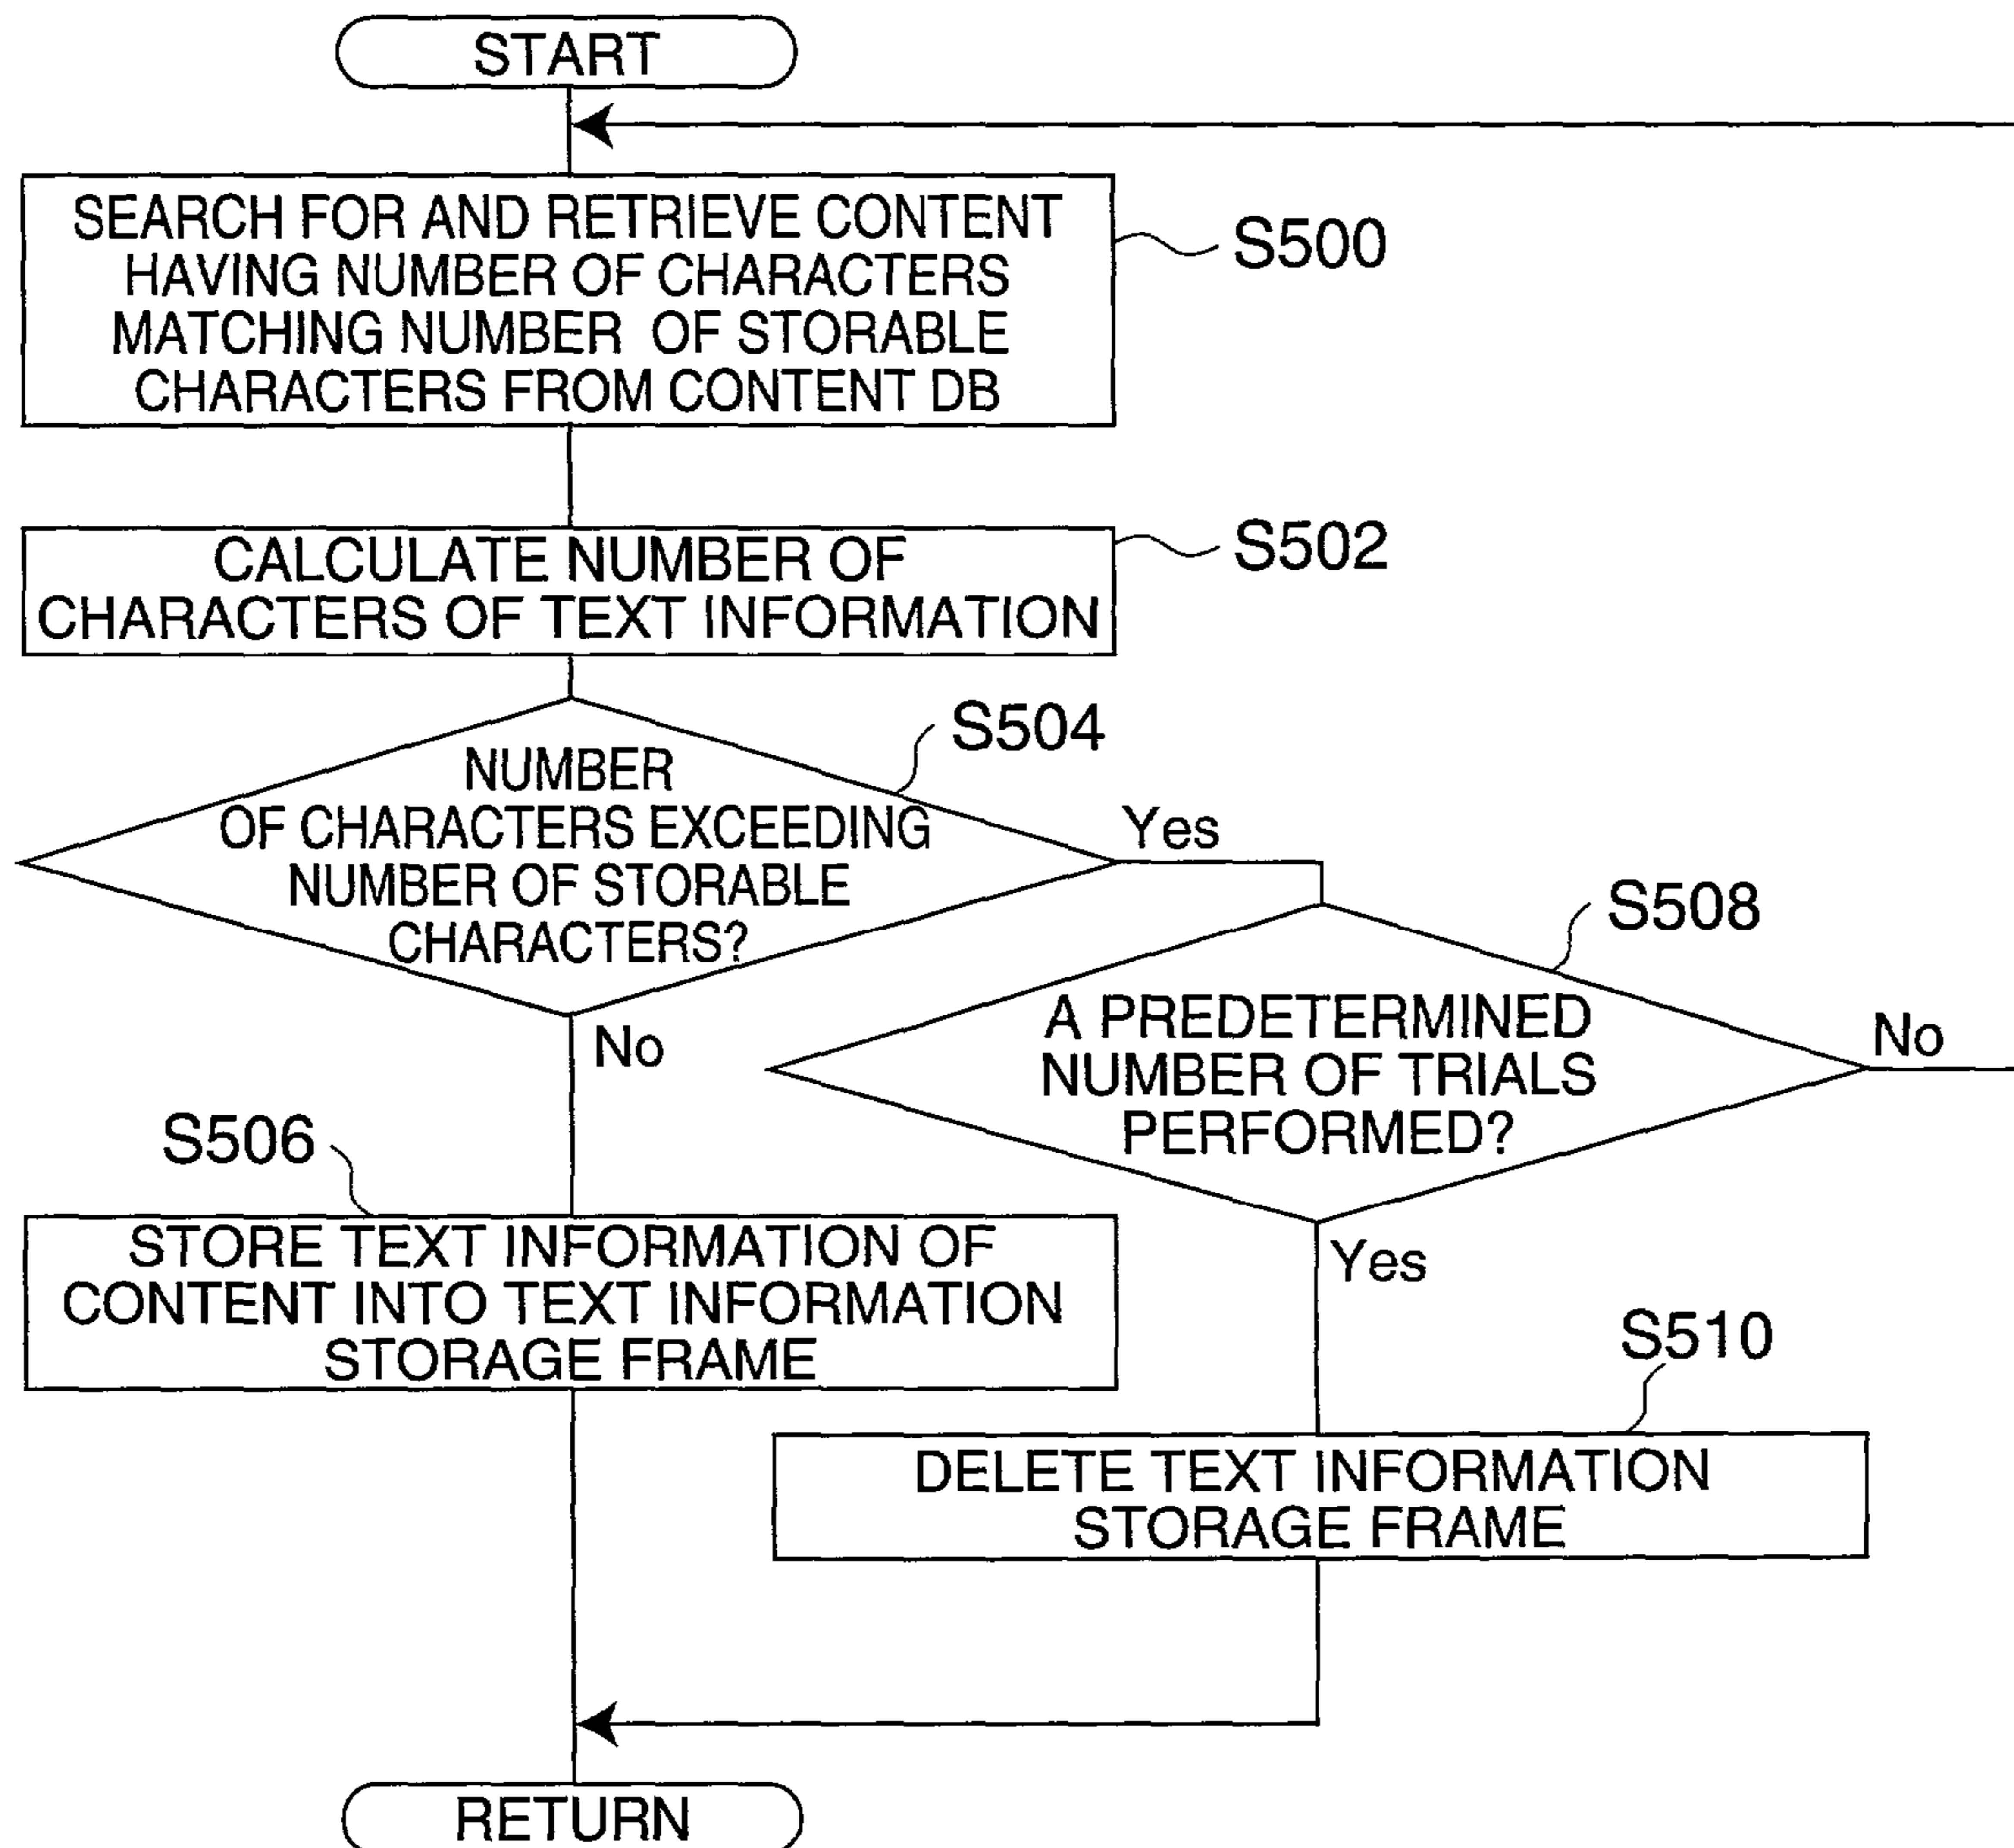 START
SEARCH FOR AND RETRIEVE CONTENT
HAVING NUMBER OF CHARACTERS
MATCHING NUMBER OF STORABLE
CHARACTERS FROM CONTENT DB
S500
CALCULATE NUMBER OF
CHARACTERS OF TEXT INFORMATION
S502
NUMBER
OF CHARACTERS EXCEEDING
NUMBER OF STORABLE
CHARACTERS?
S504
Yes
No
A PREDETERMINED
NUMBER OF TRIALS
PERFORMED?
S508
No
Yes
S506
STORE TEXT INFORMATION OF
CONTENT INTO TEXT INFORMATION
STORAGE FRAME
S510
DELETE TEXT INFORMATION
STORAGE FRAME
RETURN